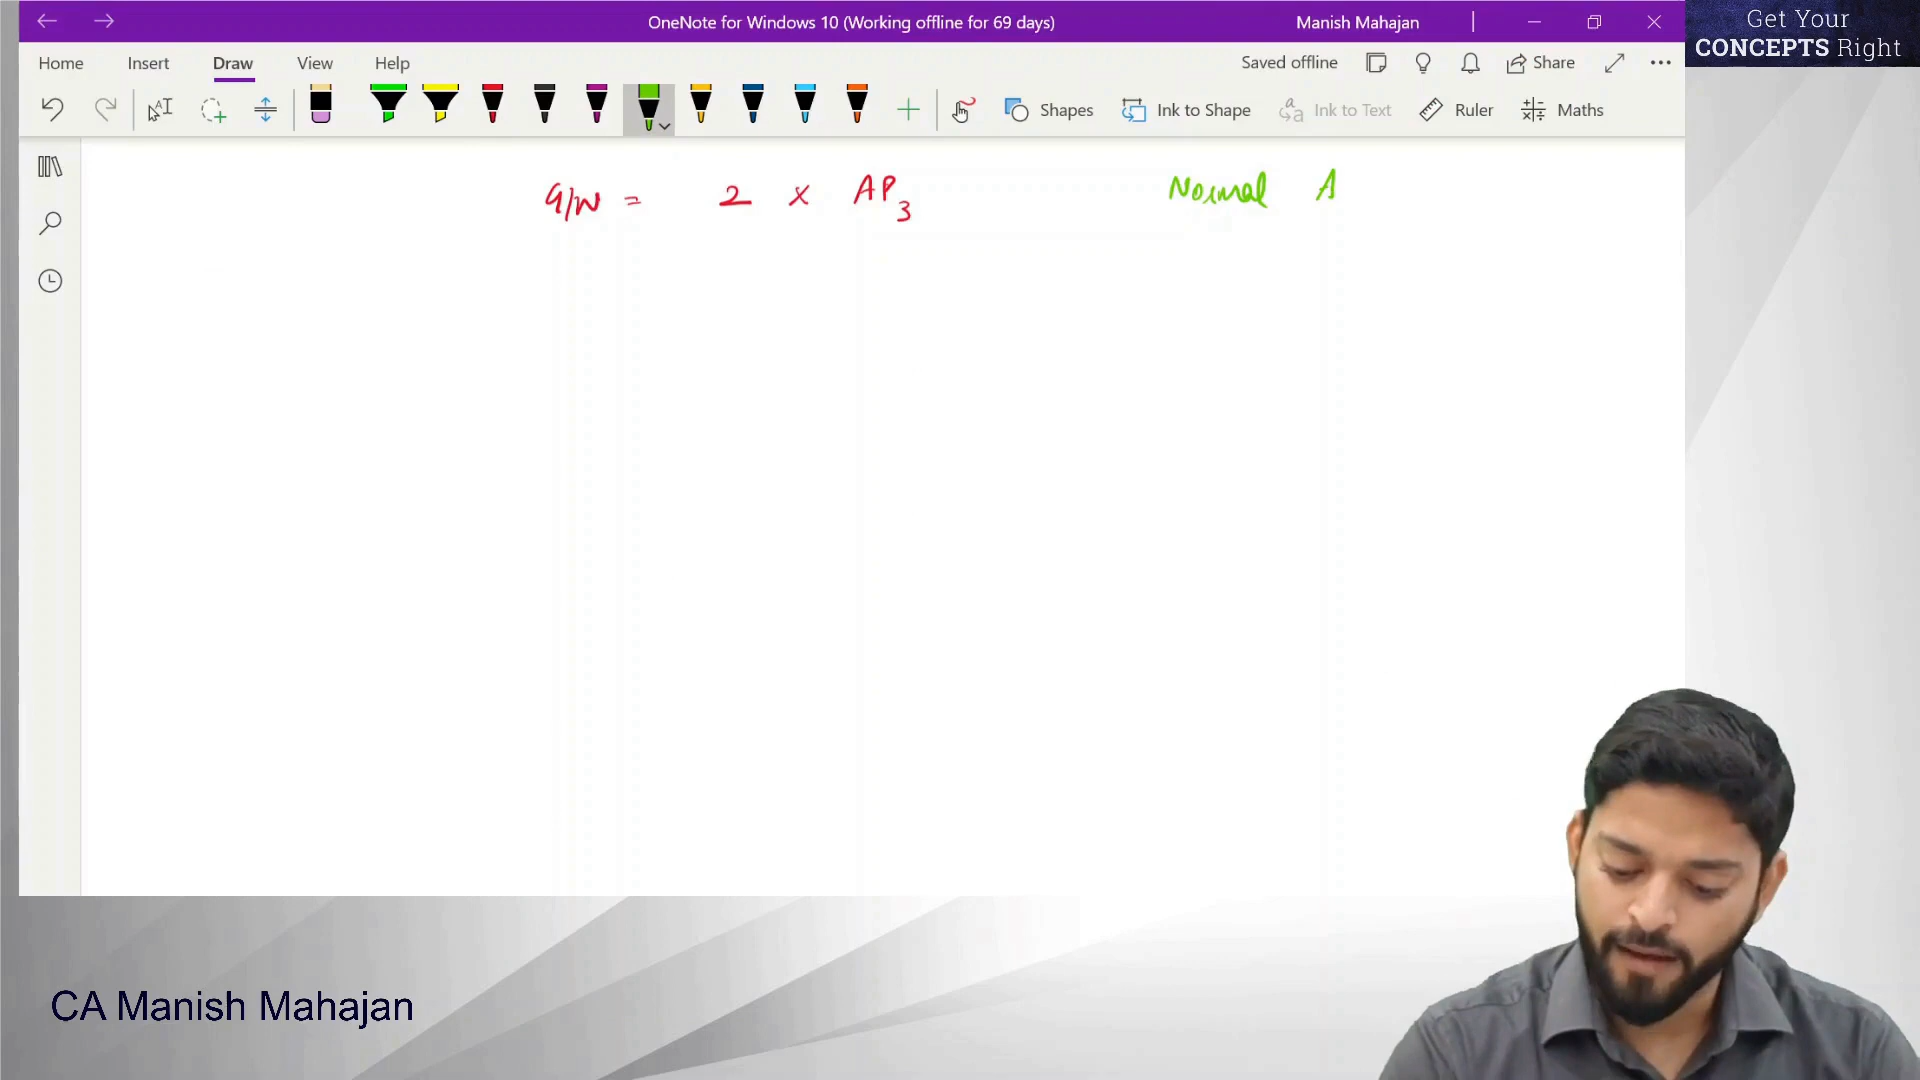 OneNote for Windows 10 (Working offline for 69 days)
Manish Mahajan
Get Your
CONCEPTS Right
Home
Insert
Draw
View
Help
Saved offline
Share
Shapes
Ink to Shape
Ink to Text
Ruler
Maths
G/W = 2 × AP3
Normal A
CA Manish Mahajan